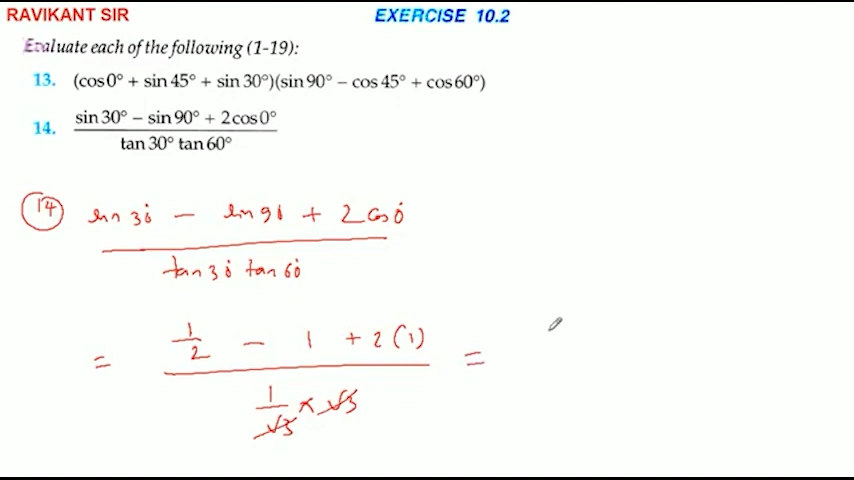 RAVIKANT SIR
EXERCISE 10.2
Evaluate each of the following (1-19):
13. (cos 0° + sin 45° + sin 30°)(sin 90° − cos 45° + cos 60°)
14. sin 30° − sin 90° + 2 cos 0°
tan 30° tan 60°
14 sin 30° − sin 90° + 2 cos 0°
tan 30° tan 60°
= 1/2 − 1 + 2(1) =
1/√3 × √3